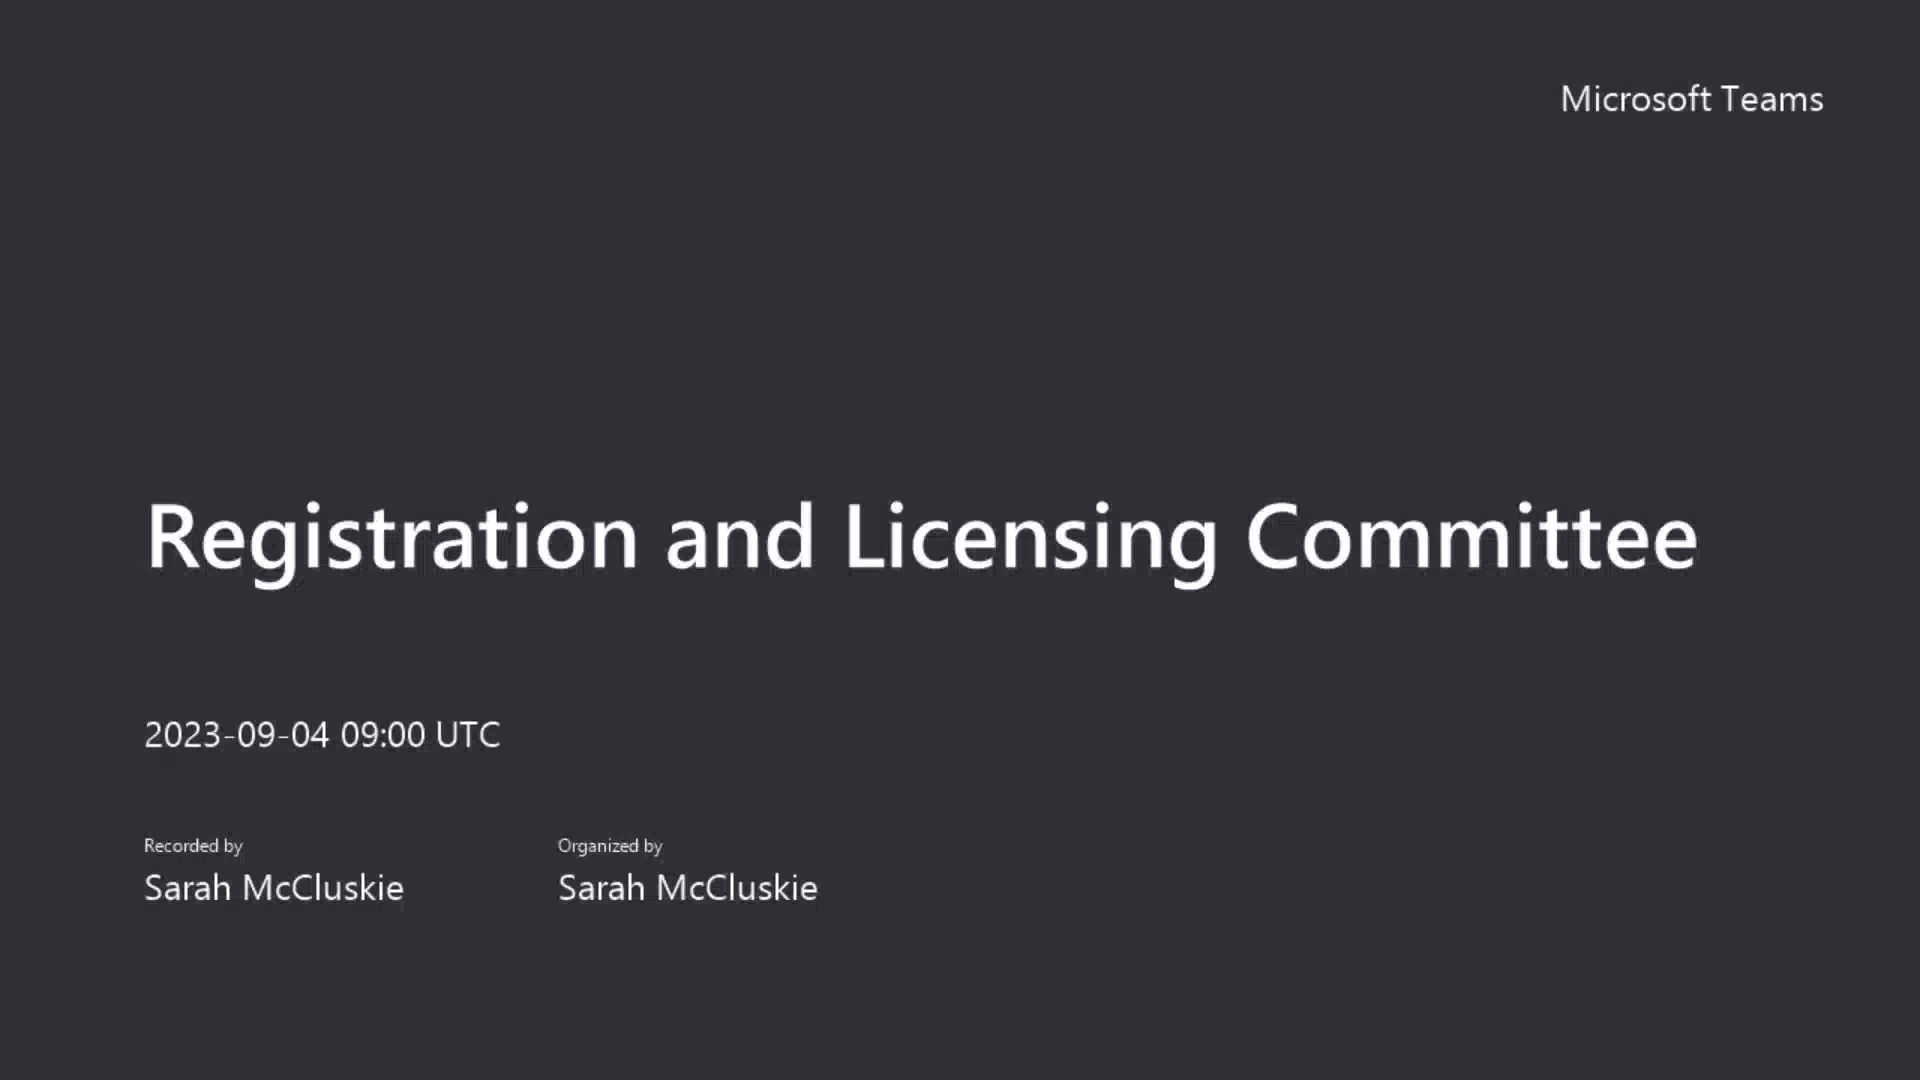 Microsoft Teams
Registration and Licensing Committee
2023-09-04 09:00 UTC
Recorded by
Sarah McCluskie
Organized by
Sarah McCluskie